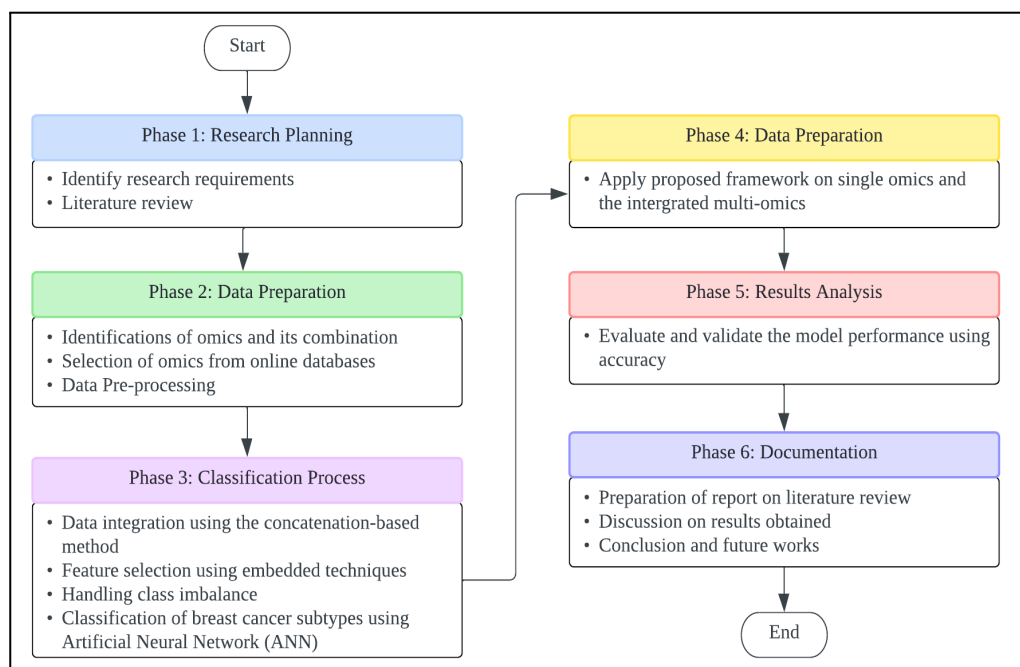 Start
Phase 1: Research Planning
• Identify research requirements
• Literature review
Phase 2: Data Preparation
• Identifications of omics and its combination
• Selection of omics from online databases
• Data Pre-processing
Phase 3: Classification Process
• Data integration using the concatenation-based
method
• Feature selection using embedded techniques
• Handling class imbalance
• Classification of breast cancer subtypes using
Artificial Neural Network (ANN)
Phase 4: Data Preparation
• Apply proposed framework on single omics and
the intergrated multi-omics
Phase 5: Results Analysis
• Evaluate and validate the model performance using
accuracy
Phase 6: Documentation
• Preparation of report on literature review
• Discussion on results obtained
• Conclusion and future works
End